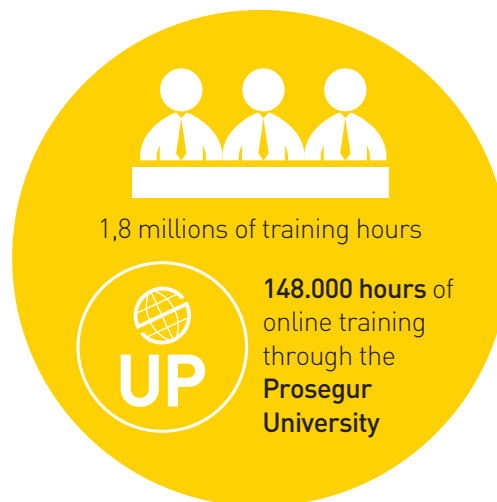 1,8 millions of training hours
148.000 hours of
online training
through the
Prosegur
University
UP